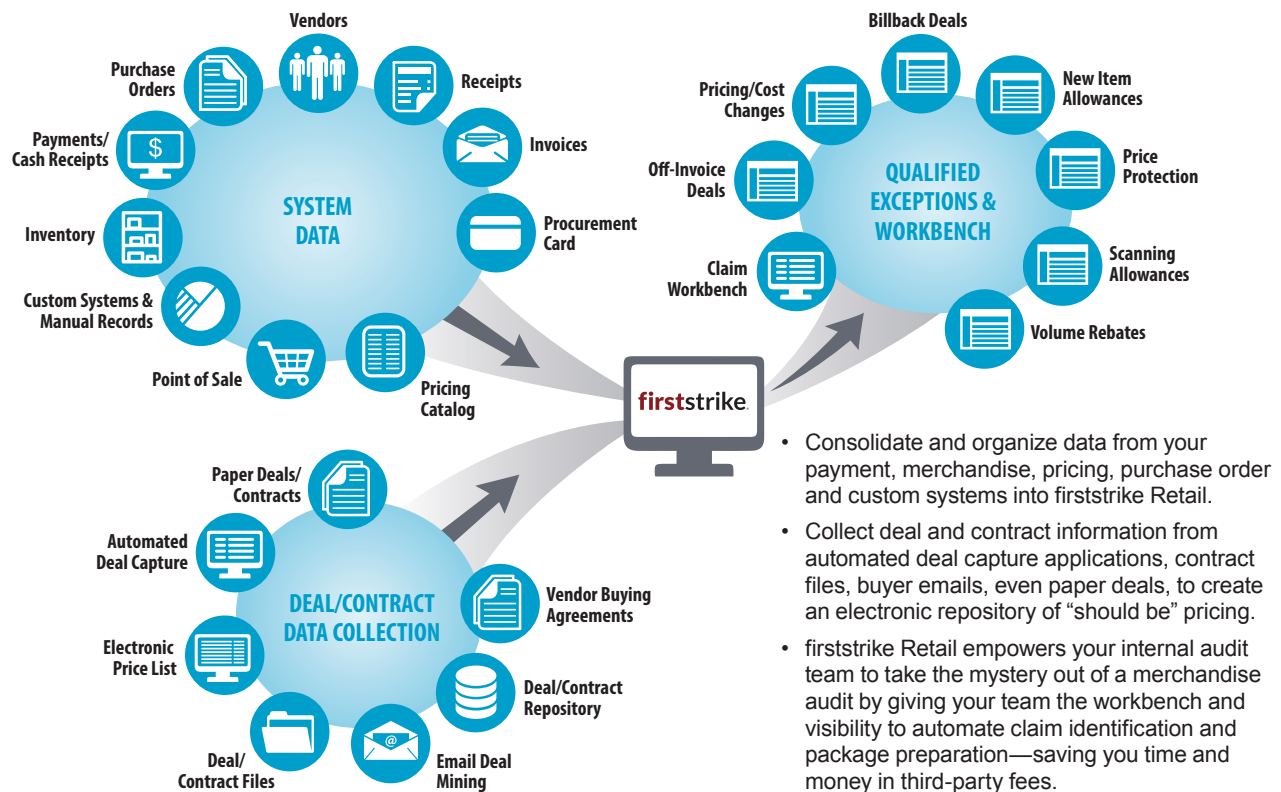 Vendors
Purchase
Orders
Receipts
Payments/
Cash Receipts
$
Invoices
SYSTEM
DATA
Inventory
Procurement
Card
Custom Systems &
Manual Records
Point of Sale
Pricing
Catalog
Billback Deals
Pricing/Cost
Changes
New Item
Allowances
Off-Invoice
Deals
QUALIFIED
EXCEPTIONS &
WORKBENCH
Price
Protection
Claim
Workbench
Scanning
Allowances
Volume Rebates
firststrike.
Paper Deals/
Contracts
Automated
Deal Capture
DEAL/CONTRACT
DATA COLLECTION
Vendor Buying
Agreements
Electronic
Price List
Deal/Contract
Repository
Deal/
Contract Files
@
Email Deal
Mining
• Consolidate and organize data from your
payment, merchandise, pricing, purchase order
and custom systems into firststrike Retail.
• Collect deal and contract information from
automated deal capture applications, contract
files, buyer emails, even paper deals, to create
an electronic repository of “should be” pricing.
• firststrike Retail empowers your internal audit
team to take the mystery out of a merchandise
audit by giving your team the workbench and
visibility to automate claim identification and
package preparation—saving you time and
money in third-party fees.